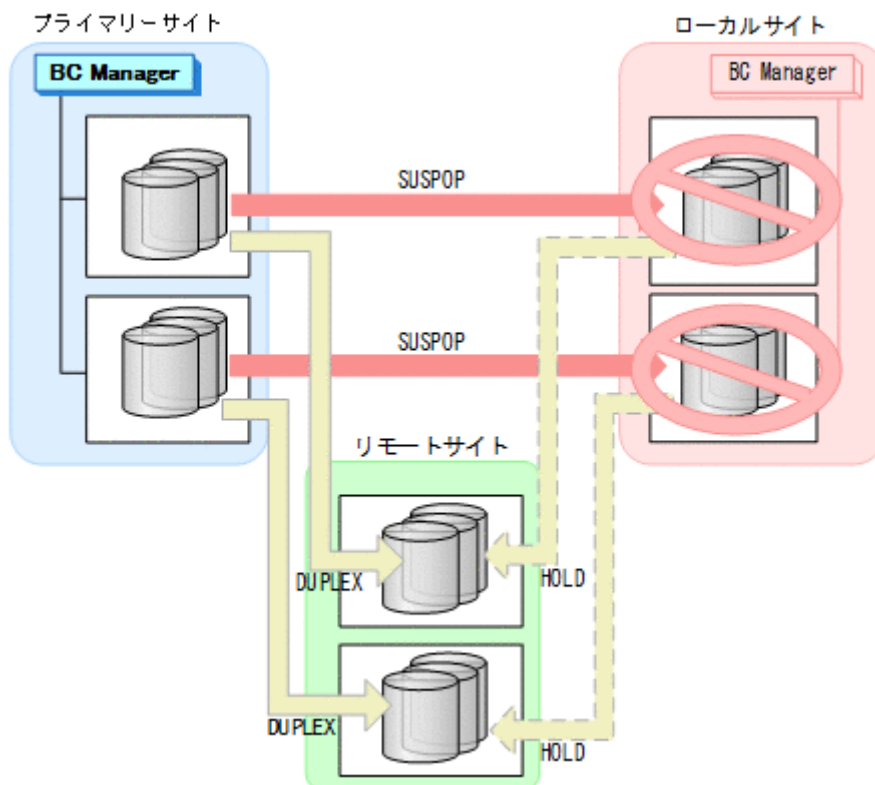 プライマリーサイト
ローカルサイト
BC Manager
BC Manager
SUSPOP
SUSPOP
リモートサイト
DUPLEX
HOLD
DUPLEX
HOLD